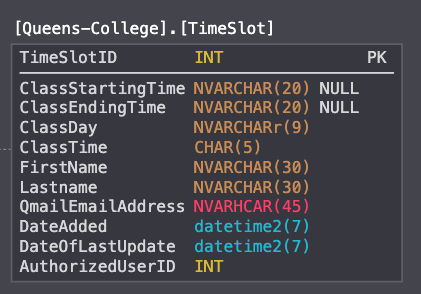 [Queens-College].[TimeSlot]
TimeSlotID INT PK
ClassStartingTime NVARCHAR(20) NULL
ClassEndingTime NVARCHAR(20) NULL
ClassDay NVARCHARr(9)
ClassTime CHAR(5)
FirstName NVARCHAR(30)
Lastname NVARCHAR(30)
QmailEmailAddress NVARHCAR(45)
DateAdded datetime2(7)
DateOfLastUpdate datetime2(7)
AuthorizedUserID INT